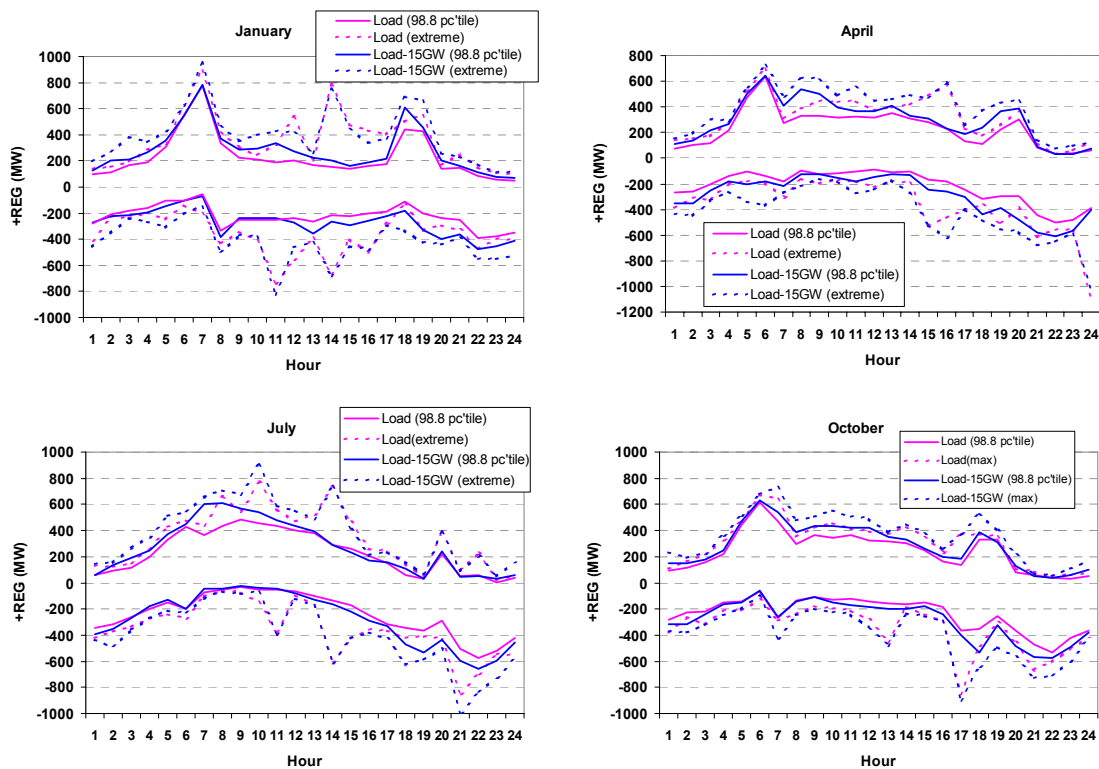 January
Load (98.8 pc'tile)
Load (extreme)
Load-15GW (98.8 pc'tile)
Load-15GW (extreme)
+REG (MW)
1000
800
600
400
200
0
-200
-400
-600
-800
-1000
1 2 3 4 5 6 7 8 9 10 11 12 13 14 15 16 17 18 19 20 21 22 23 24
Hour
April
+REG (MW)
800
600
400
200
0
-200
-400
-600
-800
-1000
-1200
Load (98.8 pc'tile)
Load (extreme)
Load-15GW (98.8 pc'tile)
Load-15GW (extreme)
1 2 3 4 5 6 7 8 9 10 11 12 13 14 15 16 17 18 19 20 21 22 23 24
Hour
July
Load (98.8 pc'tile)
Load(extreme)
Load-15GW (98.8 pc'tile)
Load-15GW (extreme)
+REG (MW)
1000
800
600
400
200
0
-200
-400
-600
-800
-1000
1 2 3 4 5 6 7 8 9 10 11 12 13 14 15 16 17 18 19 20 21 22 23 24
Hour
October
Load (98.8 pc'tile)
Load(max)
Load-15GW (98.8 pc'tile)
Load-15GW (max)
+REG (MW)
1000
800
600
400
200
0
-200
-400
-600
-800
-1000
1 2 3 4 5 6 7 8 9 10 11 12 13 14 15 16 17 18 19 20 21 22 23 24
Hour